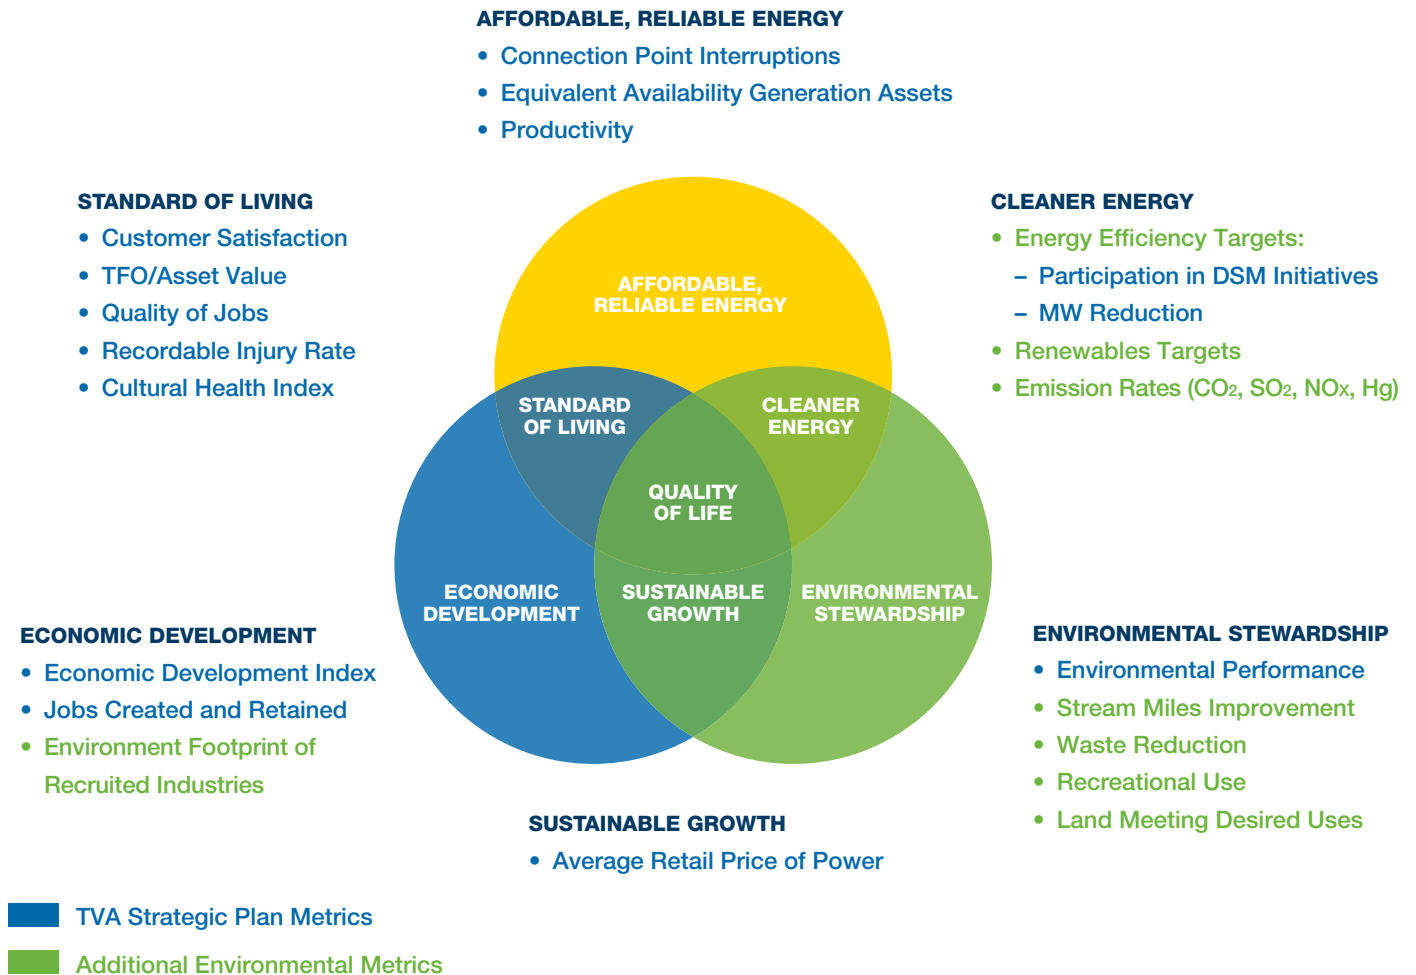 AFFORDABLE, RELIABLE ENERGY
• Connection Point Interruptions
• Equivalent Availability Generation Assets
• Productivity
STANDARD OF LIVING
• Customer Satisfaction
• TFO/Asset Value
• Quality of Jobs
• Recordable Injury Rate
• Cultural Health Index
CLEANER ENERGY
• Energy Efficiency Targets:
– Participation in DSM Initiatives
– MW Reduction
• Renewables Targets
• Emission Rates (CO2, SO2, NOx, Hg)
AFFORDABLE,
RELIABLE ENERGY
STANDARD
OF LIVING
CLEANER
ENERGY
QUALITY
OF LIFE
ECONOMIC
DEVELOPMENT
SUSTAINABLE
GROWTH
ENVIRONMENTAL
STEWARDSHIP
ECONOMIC DEVELOPMENT
• Economic Development Index
• Jobs Created and Retained
• Environment Footprint of
Recruited Industries
ENVIRONMENTAL STEWARDSHIP
• Environmental Performance
• Stream Miles Improvement
• Waste Reduction
• Recreational Use
• Land Meeting Desired Uses
SUSTAINABLE GROWTH
• Average Retail Price of Power
TVA Strategic Plan Metrics
Additional Environmental Metrics